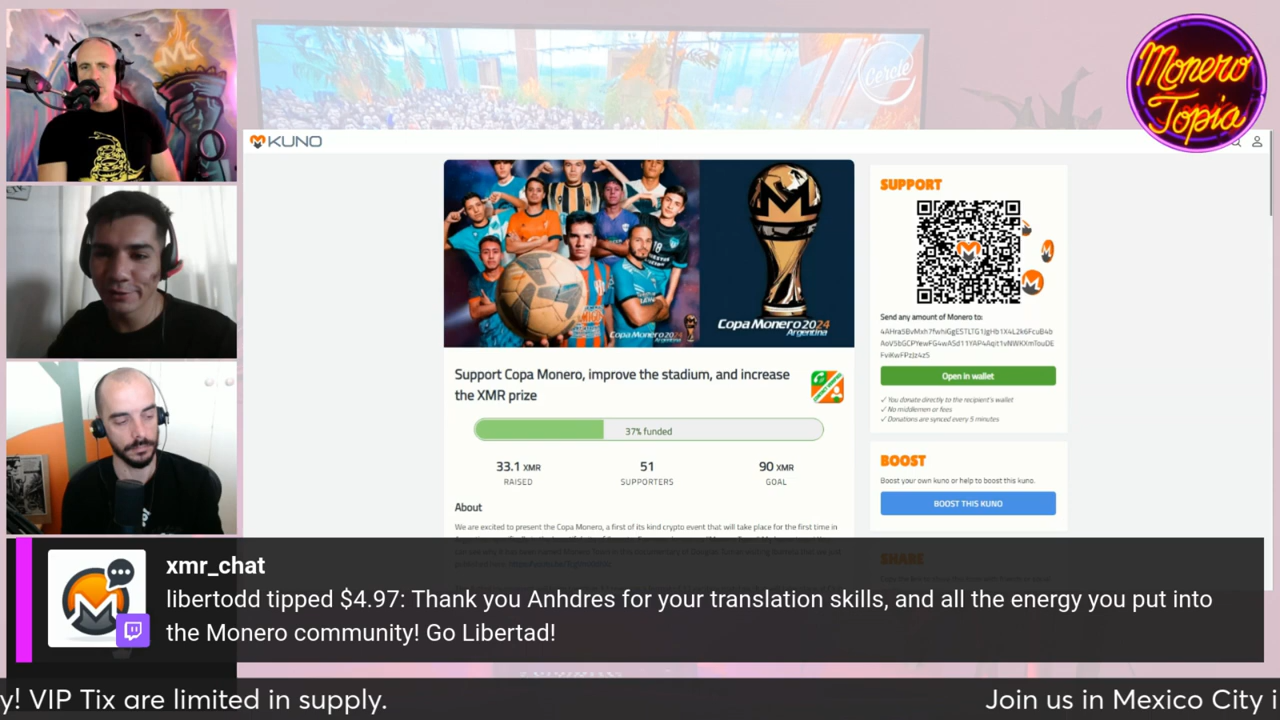 Monero
Topia
Cercle
KUNO
Copa Monero 2024
Argentina
Copa Monero 2024
Argentina
Support Copa Monero, improve the stadium, and increase
the XMR prize
37% funded
33.1 XMR
RAISED
51
SUPPORTERS
90 XMR
GOAL
About
We are excited to present the Copa Monero, a first of its kind crypto event that will take place for the first time in
SUPPORT
Send any amount of Monero to:
Open in wallet
✓ You donate directly to the recipient's wallet
✓ No middlemen or fees
✓ Donations are synced every 5 minutes
BOOST
Boost your own kuno or help to boost this kuno.
BOOST THIS KUNO
SHARE
xmr_chat
libertodd tipped $4.97: Thank you Anhdres for your translation skills, and all the energy you put into
the Monero community! Go Libertad!
y! VIP Tix are limited in supply.
Join us in Mexico City i